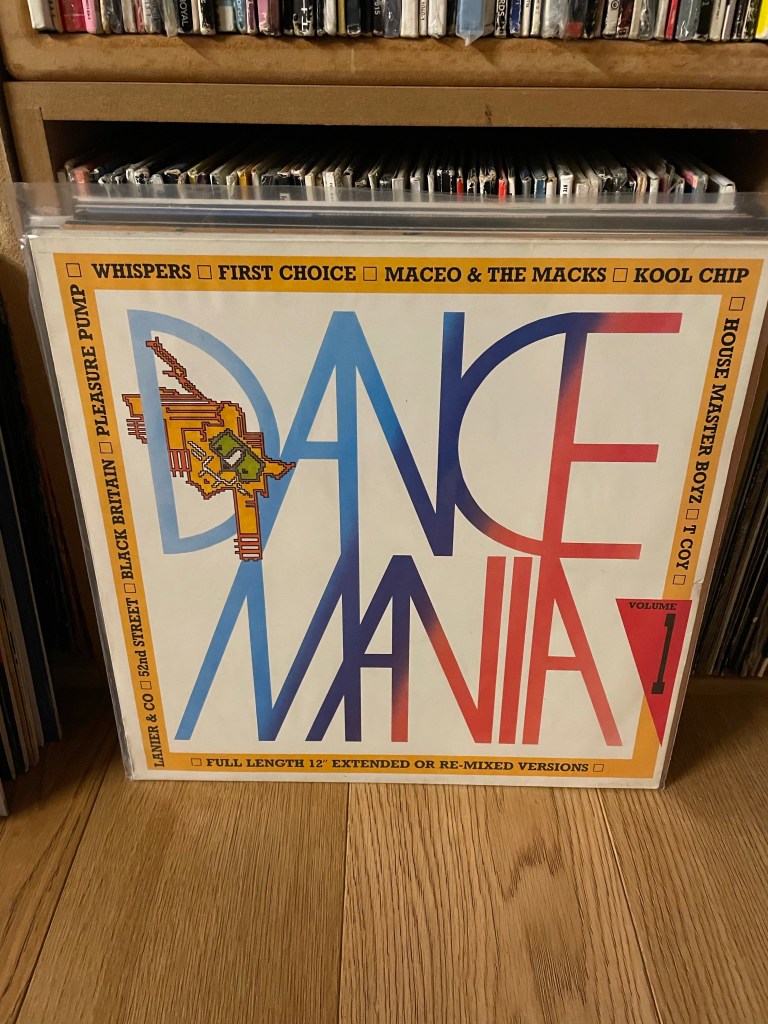 □ WHISPERS □ FIRST CHOICE □ MACEO & THE MACKS □ KOOL CHIP
□ HOUSE MASTER BOYZ □ T COY □
LANIER & CO □ 52nd STREET □ BLACK BRITAIN □ PLEASURE PUMP
DANCE
MANIA
VOLUME
1
□ FULL LENGTH 12" EXTENDED OR RE-MIXED VERSIONS □